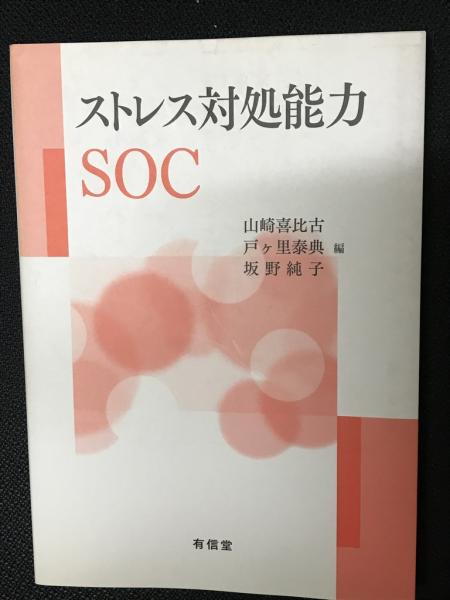 ストレス対処能力
SOC
山崎喜比古
戸ヶ里泰典 編
坂野純子
有信堂